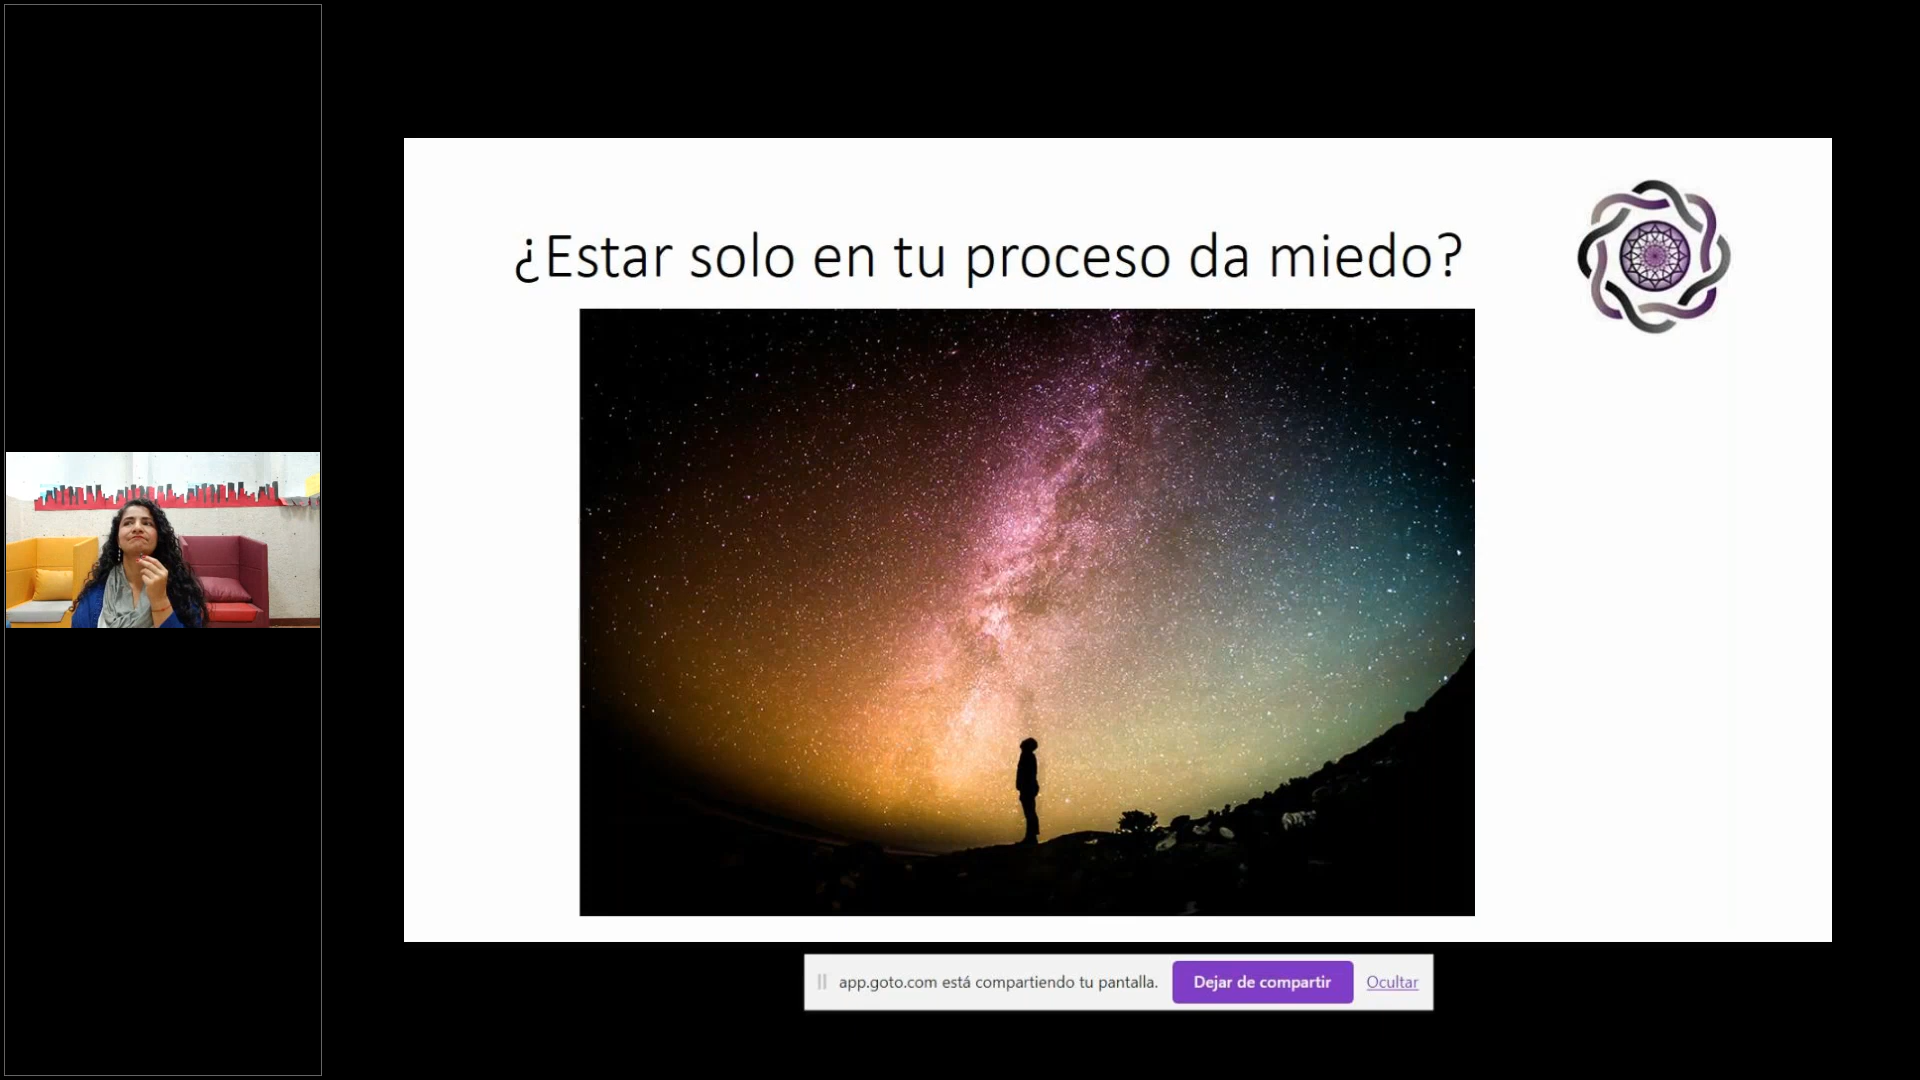 ¿Estar solo en tu proceso da miedo?
app.goto.com está compartiendo tu pantalla. Dejar de compartir Ocultar